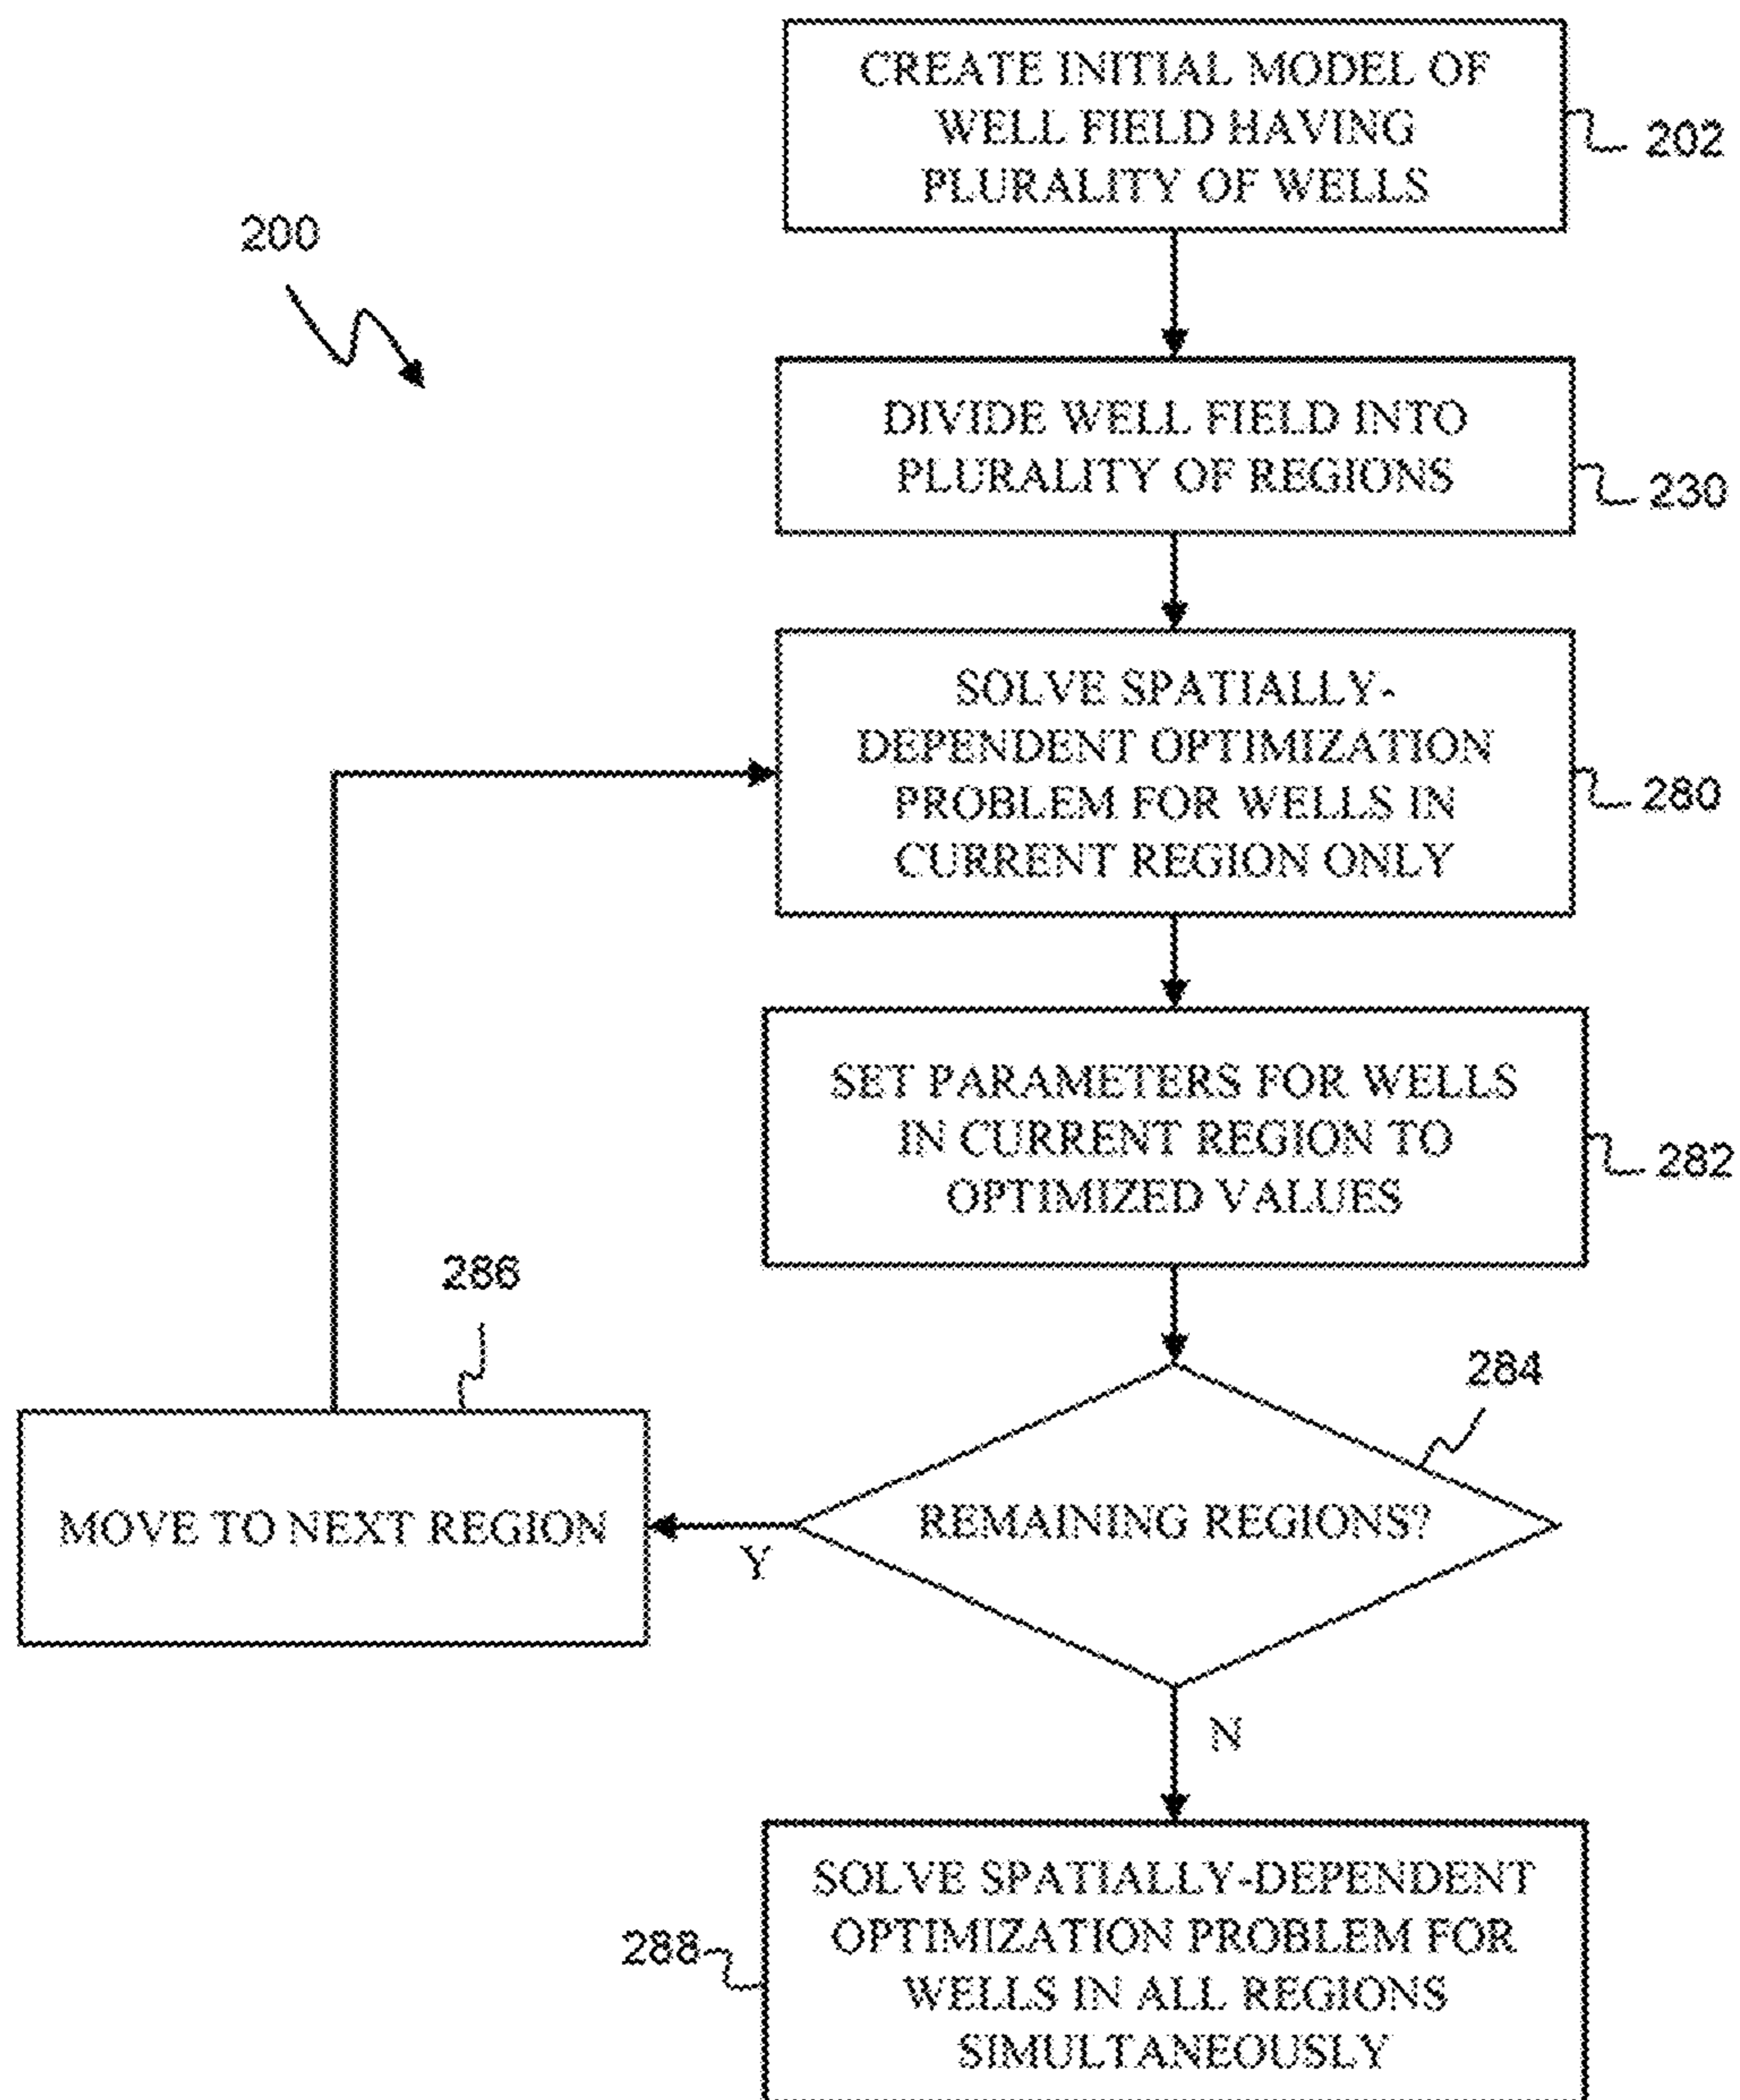 CREATE INITIAL MODEL OF
WELL FIELD HAVING
PLURALITY OF WELLS
202
200
DIVIDE WELL FIELD INTO
PLURALITY OF REGIONS
230
SOLVE SPATIALLY-
DEPENDENT OPTIMIZATION
PROBLEM FOR WELLS IN
CURRENT REGION ONLY
280
SET PARAMETERS FOR WELLS
IN CURRENT REGION TO
OPTIMIZED VALUES
282
286
284
MOVE TO NEXT REGION
Y
REMAINING REGIONS?
N
288
SOLVE SPATIALLY-DEPENDENT
OPTIMIZATION PROBLEM FOR
WELLS IN ALL REGIONS
SIMULTANEOUSLY